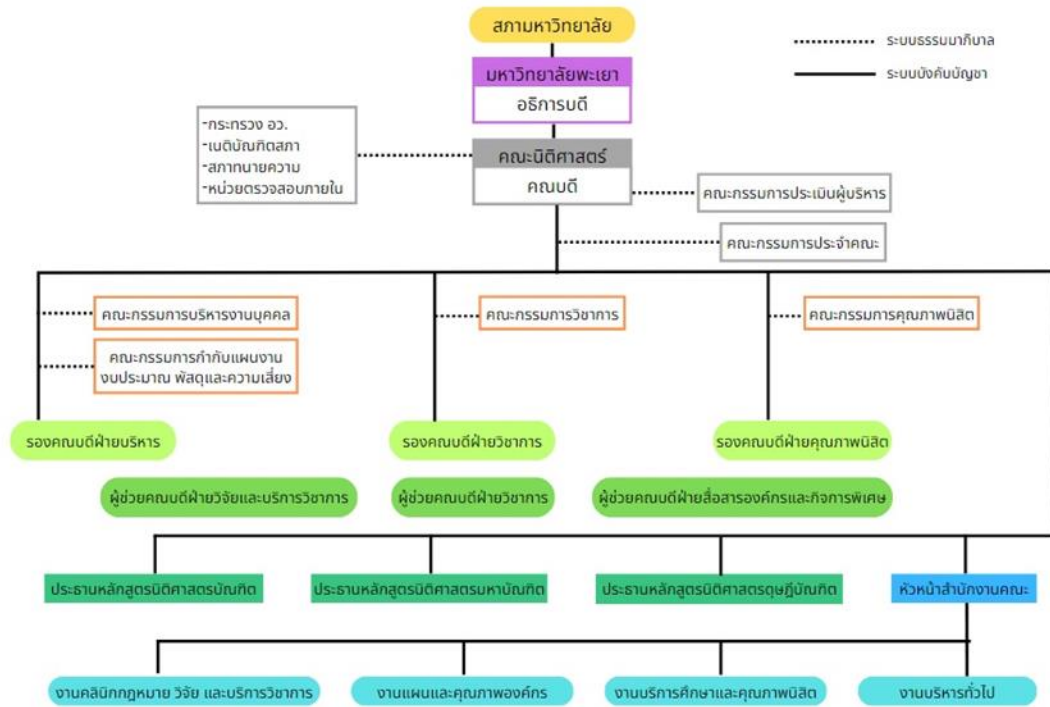 สภามหาวิทยาลัย
ระบบธรรมาภิบาล
ระบบบังคับบัญชา
มหาวิทยาลัยพะเยา
อธิการบดี
-กระทรวง อว.
-เนติบัณฑิตสภา
-สภาทนายความ
-หน่วยตรวจสอบภายใน
คณะนิติศาสตร์
คณบดี
คณะกรรมการประเมินผู้บริหาร
คณะกรรมการประจำคณะ
คณะกรรมการบริหารงานบุคคล
คณะกรรมการวิชาการ
คณะกรรมการคุณภาพนิสิต
คณะกรรมการกำกับแผนงาน
งบประมาณ พัสดุและความเสี่ยง
รองคณบดีฝ่ายบริหาร
รองคณบดีฝ่ายวิชาการ
รองคณบดีฝ่ายคุณภาพนิสิต
ผู้ช่วยคณบดีฝ่ายวิจัยและบริการวิชาการ
ผู้ช่วยคณบดีฝ่ายวิชาการ
ผู้ช่วยคณบดีฝ่ายสื่อสารองค์กรและกิจการพิเศษ
ประธานหลักสูตรนิติศาสตรบัณฑิต
ประธานหลักสูตรนิติศาสตรมหาบัณฑิต
ประธานหลักสูตรนิติศาสตรดุษฎีบัณฑิต
หัวหน้าสำนักงานคณะ
งานคลินิกกฎหมาย วิจัย และบริการวิชาการ
งานแผนและคุณภาพองค์กร
งานบริการศึกษาและคุณภาพนิสิต
งานบริหารทั่วไป